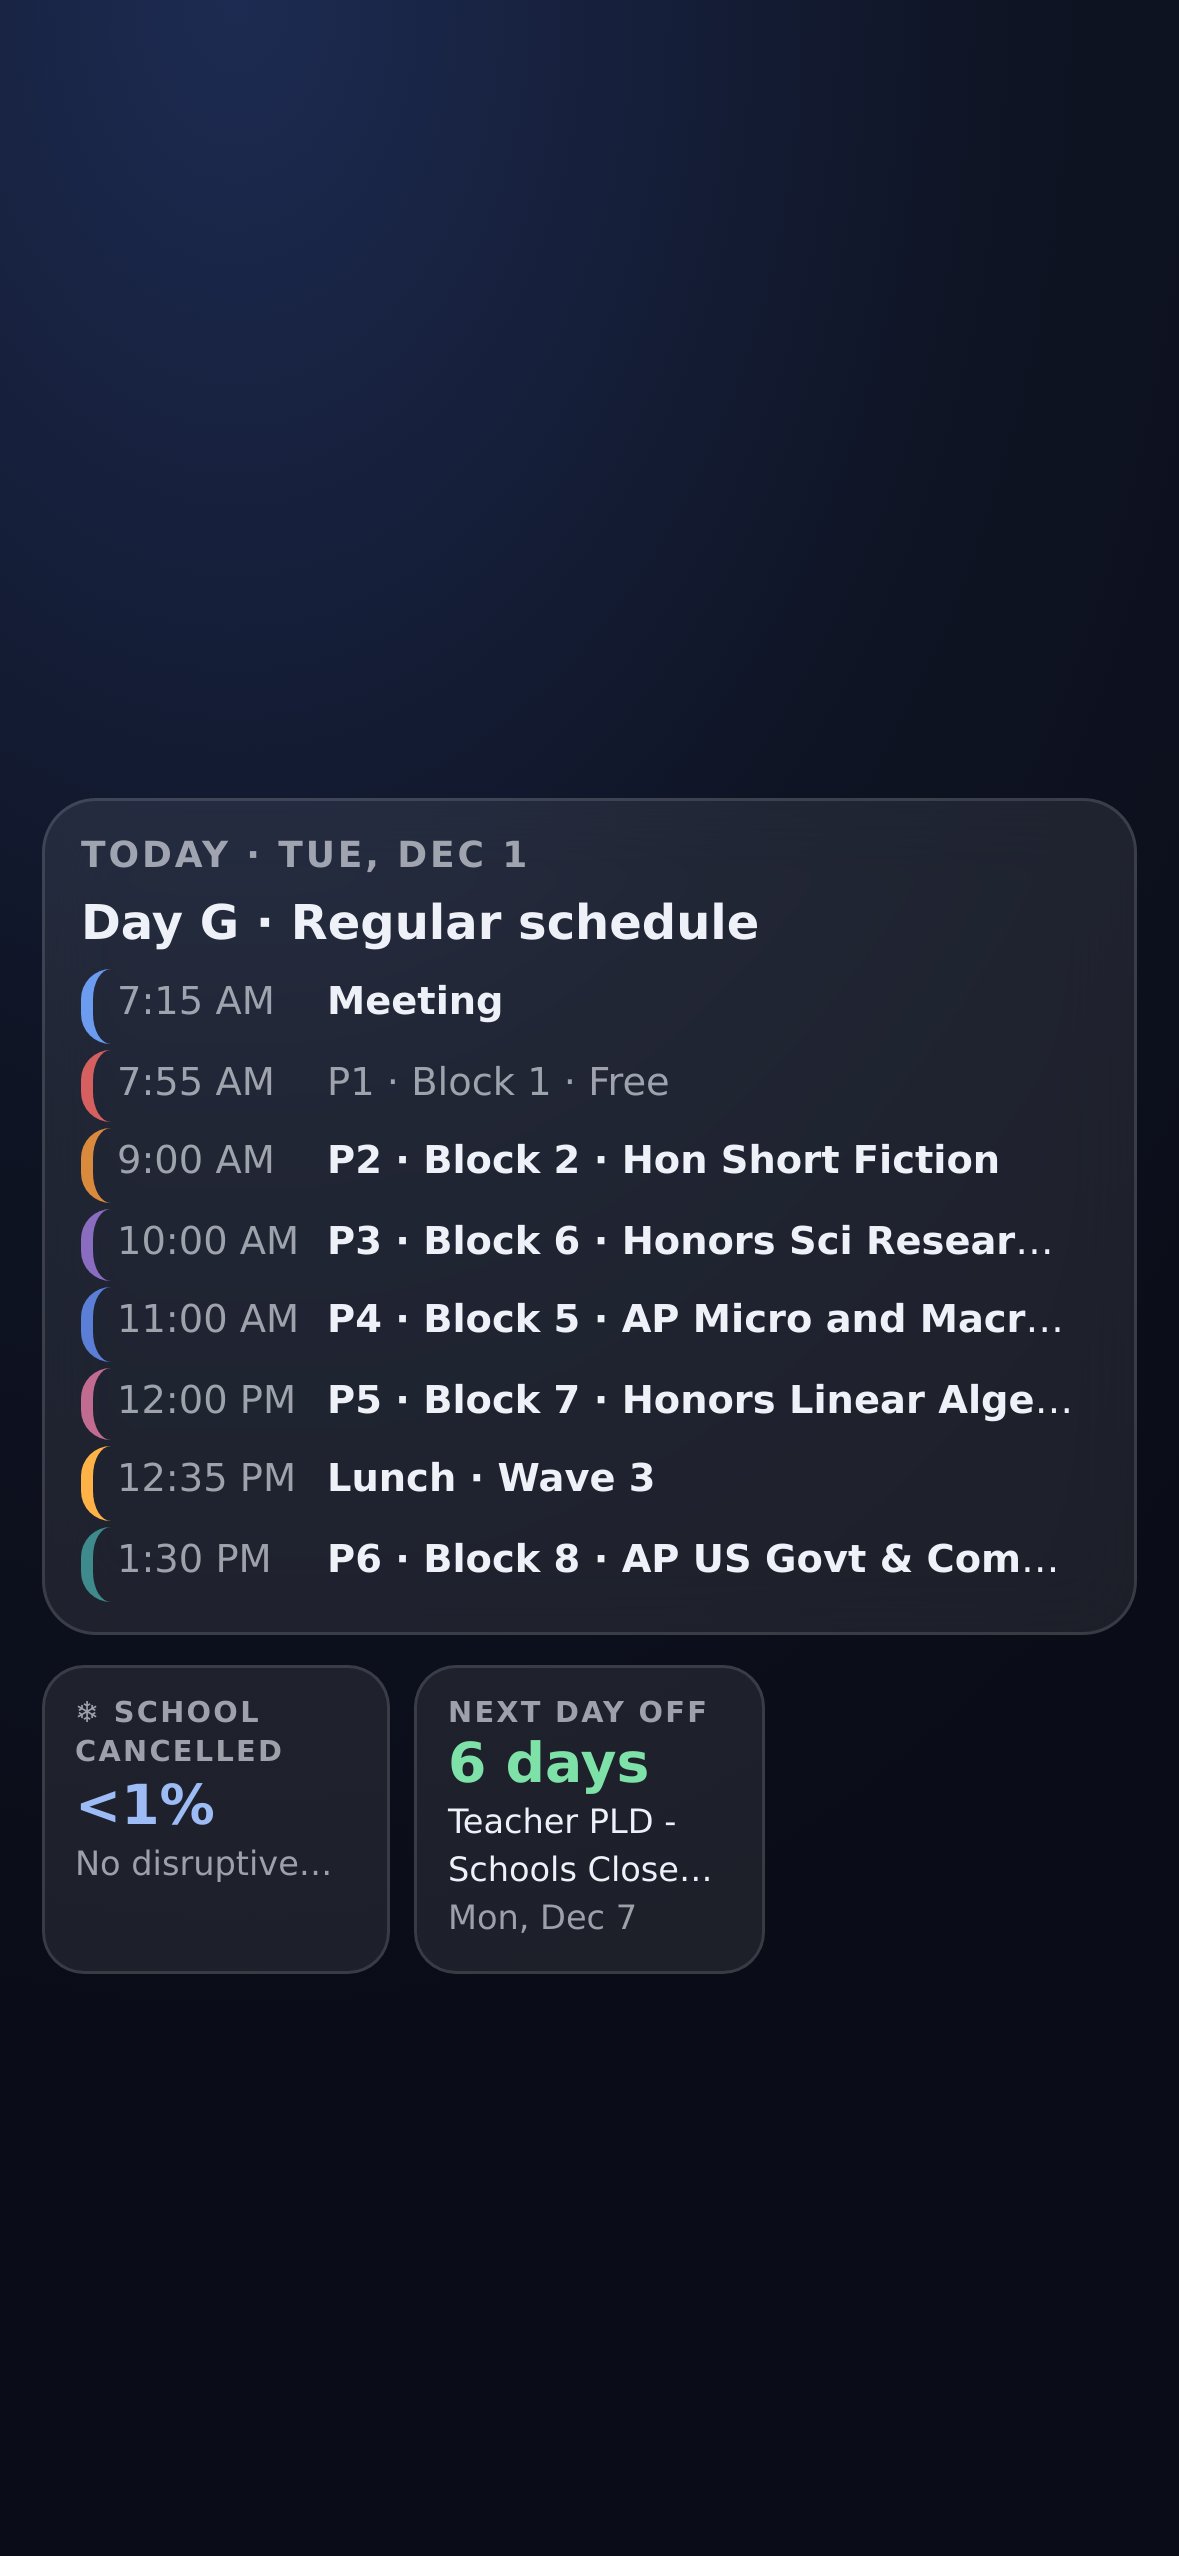 TODAY · TUE, DEC 1
Day G · Regular schedule
7:15 AM Meeting
7:55 AM P1 · Block 1 · Free
9:00 AM P2 · Block 2 · Hon Short Fiction
10:00 AM P3 · Block 6 · Honors Sci Resear...
11:00 AM P4 · Block 5 · AP Micro and Macr...
12:00 PM P5 · Block 7 · Honors Linear Alge...
12:35 PM Lunch · Wave 3
1:30 PM P6 · Block 8 · AP US Govt & Com...
❄ SCHOOL
CANCELLED
<1%
No disruptive...
NEXT DAY OFF
6 days
Teacher PLD -
Schools Close...
Mon, Dec 7